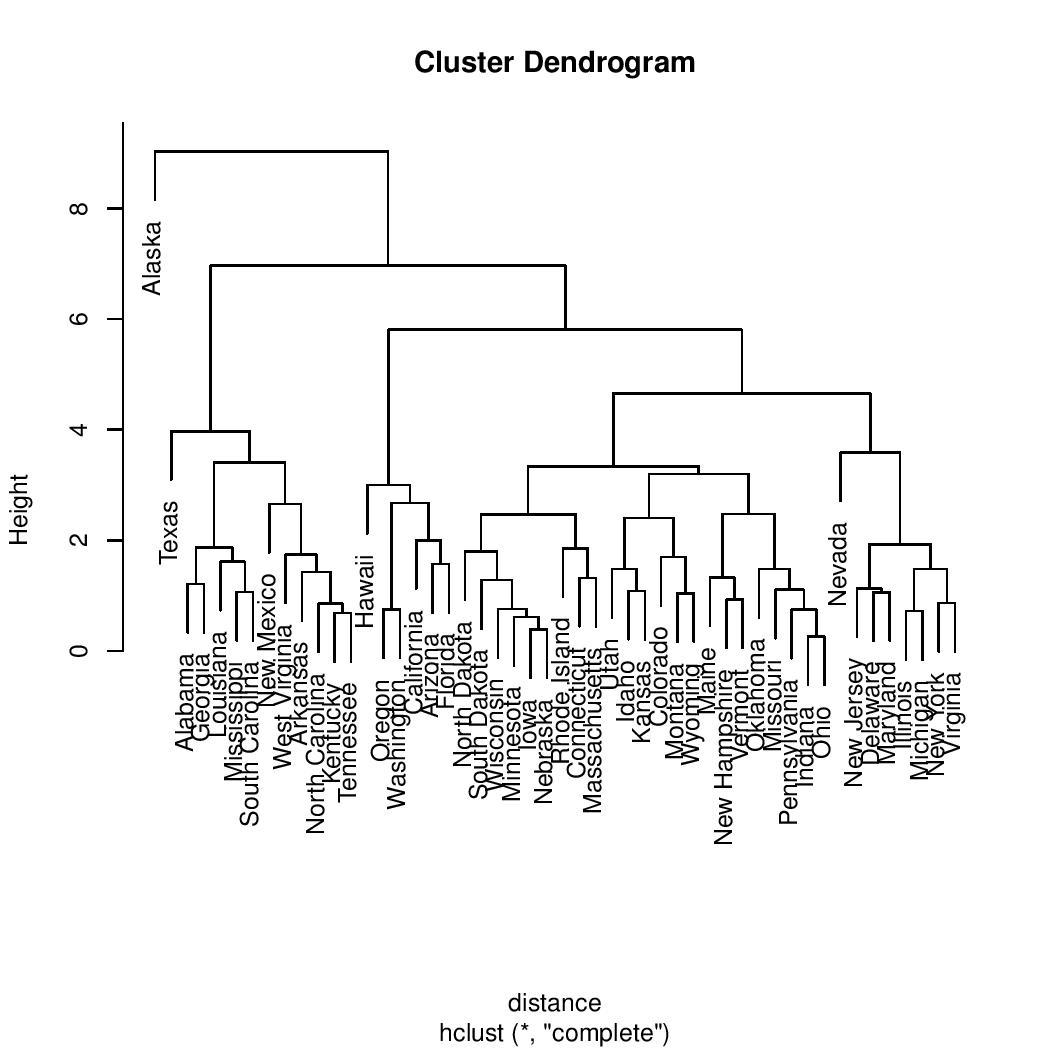 Cluster Dendrogram
Height
8
6
4
2
0
Alaska
Texas
Alabama
Georgia
Louisiana
Mississippi
South Carolina
New Mexico
West Virginia
Arkansas
North Carolina
Kentucky
Tennessee
Hawaii
Oregon
Washington
California
Arizona
Florida
North Dakota
South Dakota
Wisconsin
Minnesota
Iowa
Nebraska
Rhode Island
Connecticut
Massachusetts
Utah
Idaho
Kansas
Colorado
Montana
Wyoming
Maine
New Hampshire
Vermont
Oklahoma
Missouri
Pennsylvania
Indiana
Ohio
Nevada
New Jersey
Delaware
Maryland
Illinois
Michigan
New York
Virginia
distance
hclust (*, "complete")